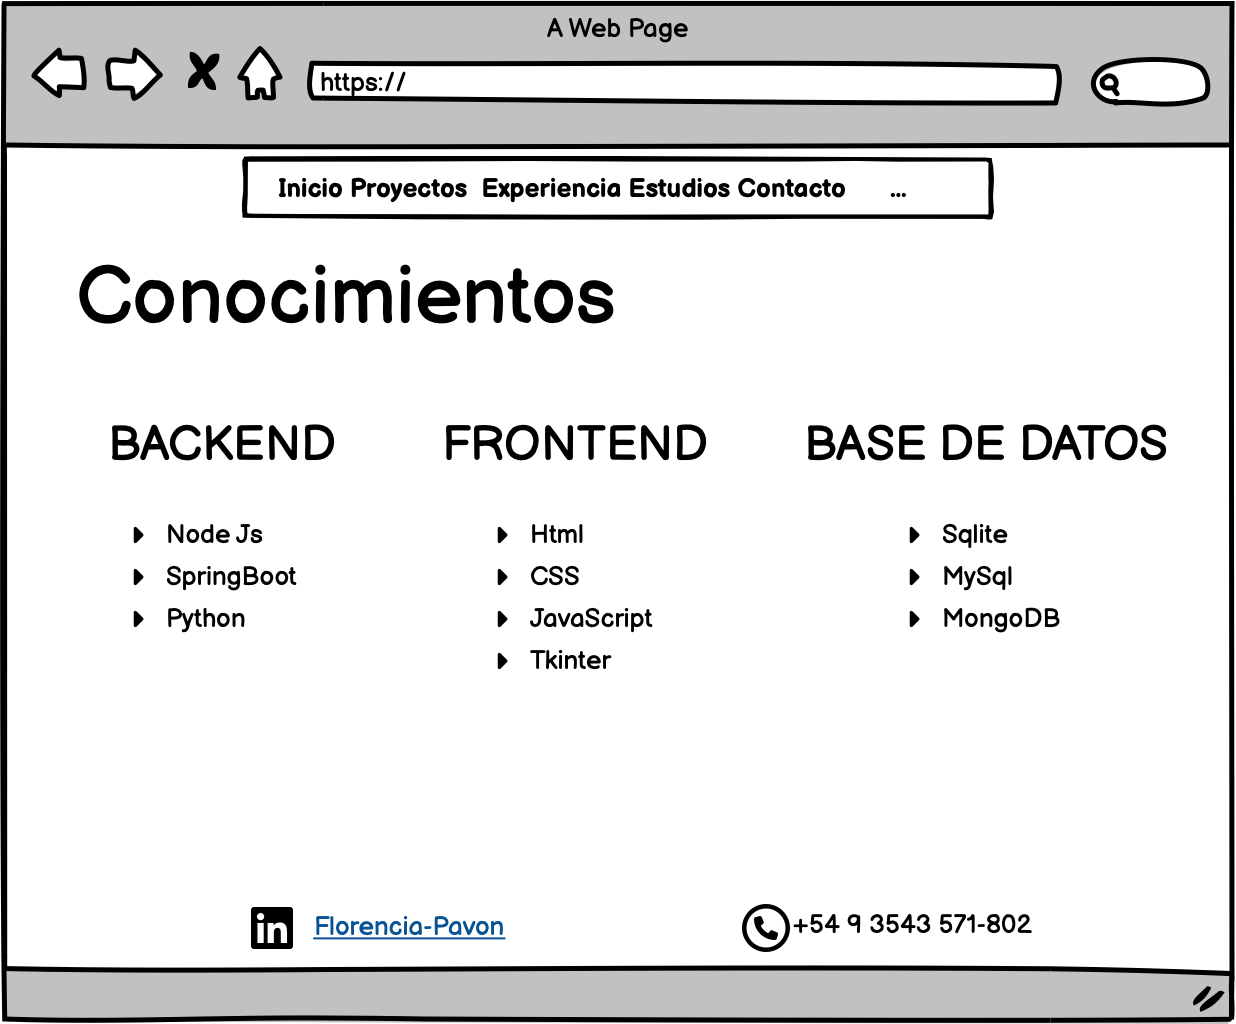 A Web Page
https://
Inicio Proyectos Experiencia Estudios Contacto ...
Conocimientos
BACKEND
Node Js
SpringBoot
Python
FRONTEND
Html
CSS
JavaScript
Tkinter
BASE DE DATOS
Sqlite
MySql
MongoDB
in Florencia-Pavon
+54 9 3543 571-802